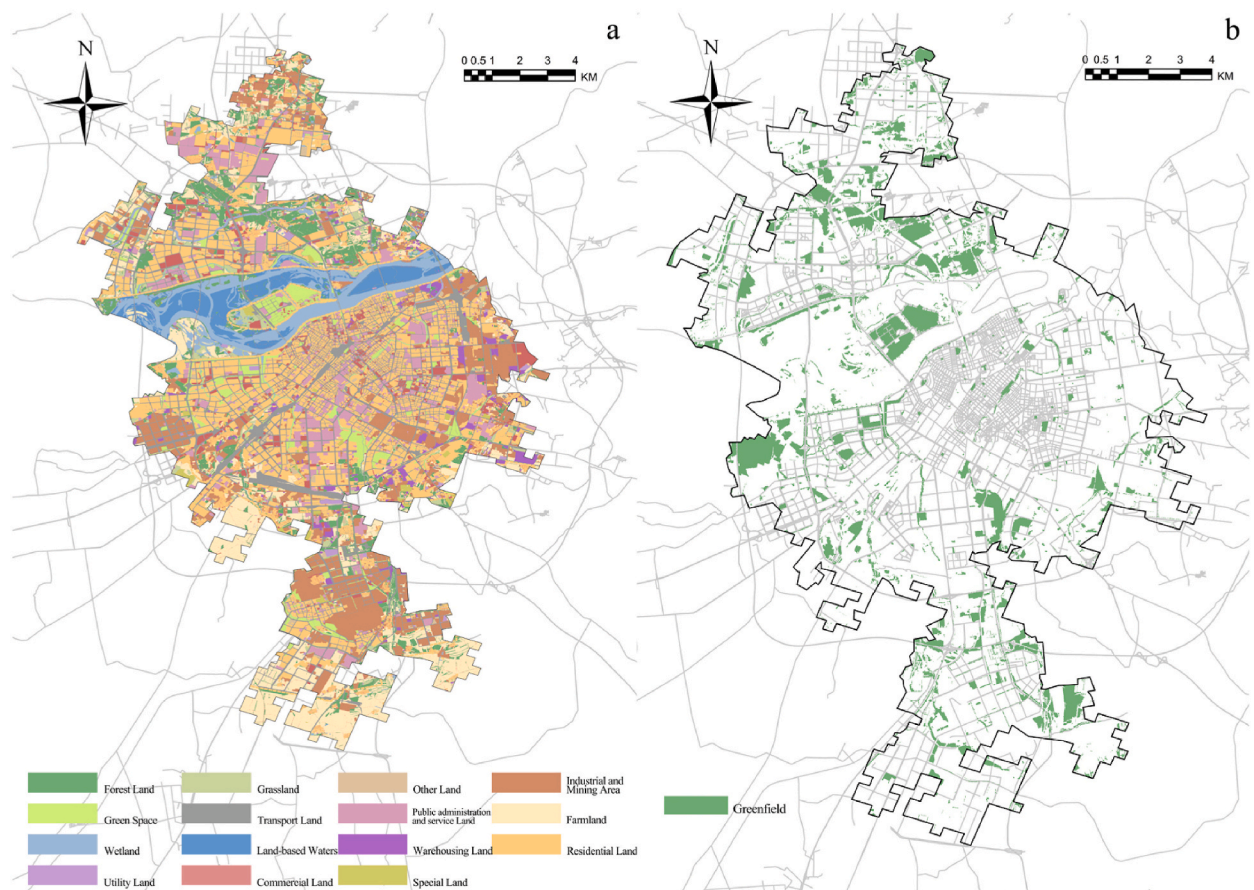 a
N
0 0.5 1 2 3 4
KM
b
N
0 0.5 1 2 3 4
KM
Forest Land
Grassland
Other Land
Industrial and
Mining Area
Green Space
Transport Land
Public administration
and service Land
Farmland
Wetland
Land-based Waters
Warehousing Land
Residential Land
Utility Land
Commercial Land
Special Land
Greenfield